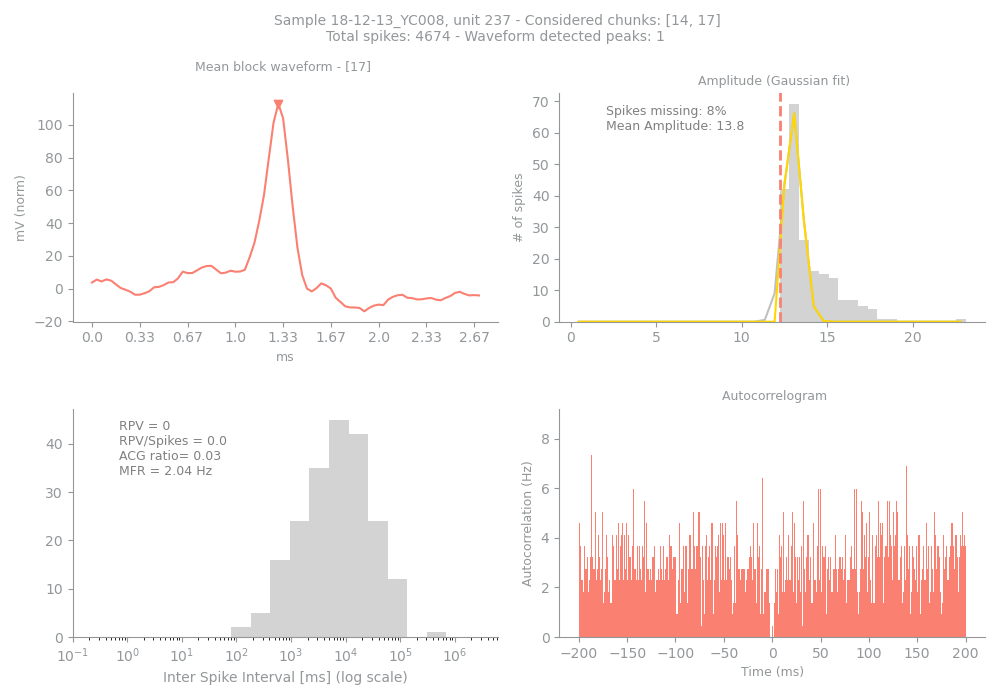 Sample 18-12-13_YC008, unit 237 - Considered chunks: [14, 17]
Total spikes: 4674 - Waveform detected peaks: 1
Mean block waveform - [17]
mV (norm)
100
80
60
40
20
0
−20
0.0 0.33 0.67 1.0 1.33 1.67 2.0 2.33 2.67
ms
Amplitude (Gaussian fit)
Spikes missing: 8%
Mean Amplitude: 13.8
# of spikes
70
60
50
40
30
20
10
0
0 5 10 15 20
RPV = 0
RPV/Spikes = 0.0
ACG ratio= 0.03
MFR = 2.04 Hz
40
30
20
10
0
10⁻¹ 10⁰ 10¹ 10² 10³ 10⁴ 10⁵ 10⁶
Inter Spike Interval [ms] (log scale)
Autocorrelogram
Autocorrelation (Hz)
8
6
4
2
0
−200 −150 −100 −50 0 50 100 150 200
Time (ms)